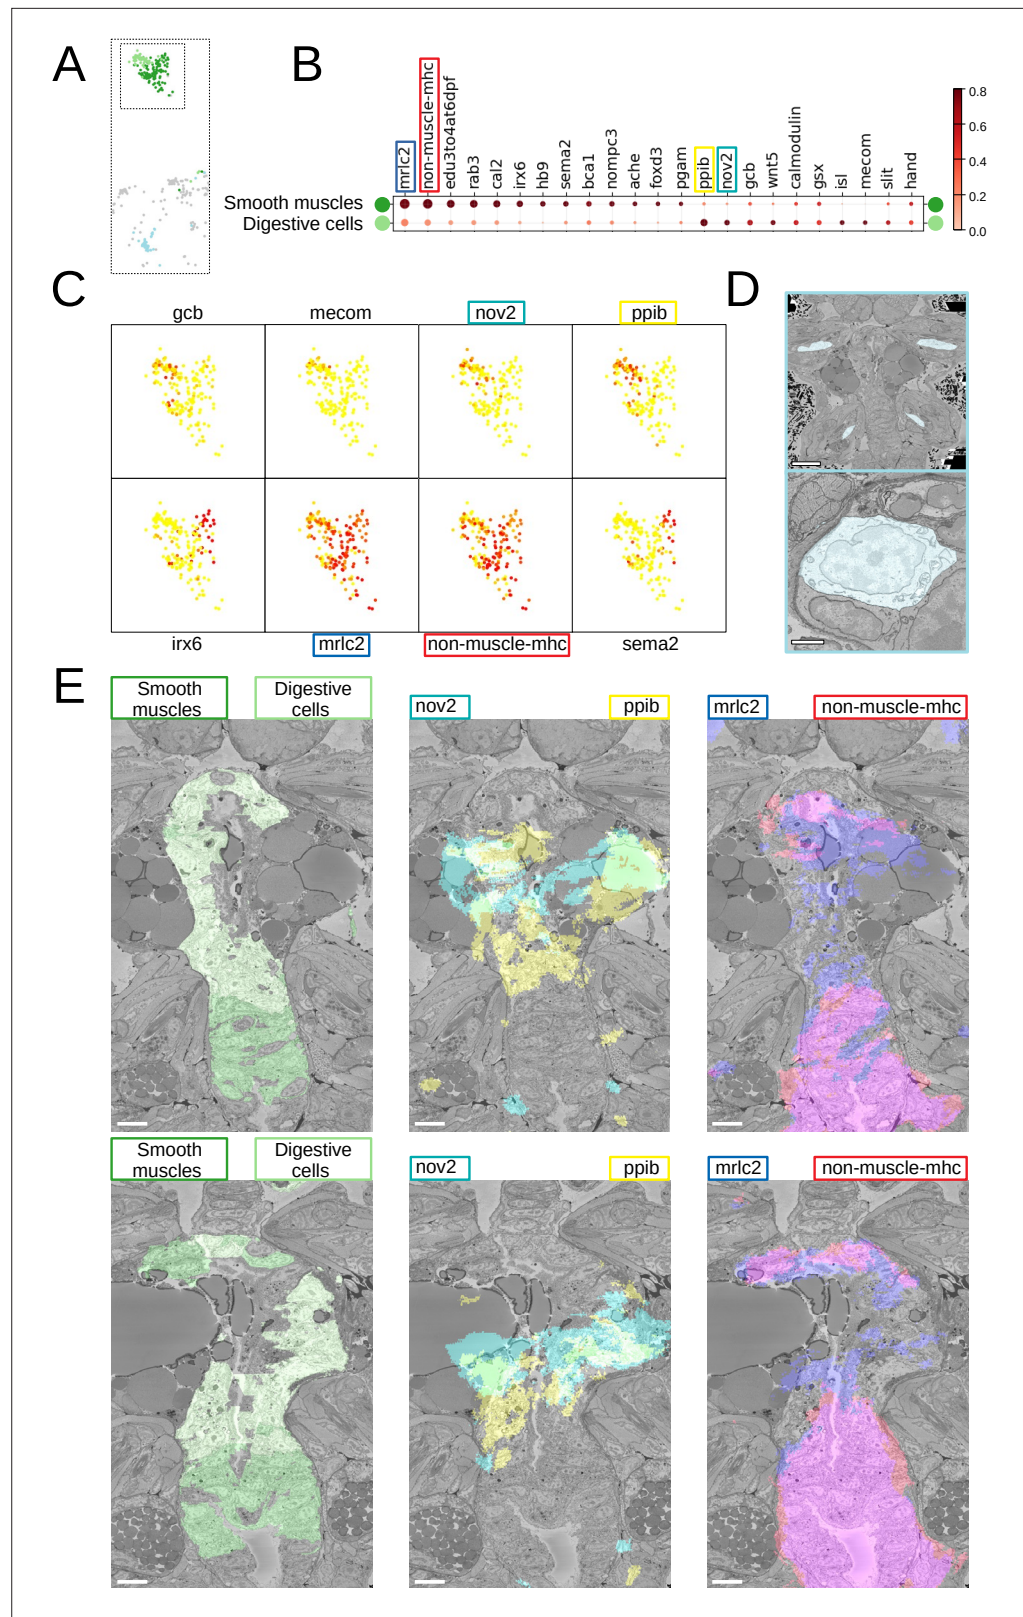 A
B
mrlc2
non-muscle-mhc
edu3to4at6dpf
rab3
cal2
irx6
hb9
sema2
bca1
nompc3
ache
foxd3
pgam
ppib
nov2
gcb
wnt5
calmodulin
gsx
isl
mecom
slit
hand
0.8
0.6
0.4
0.2
0.0
Smooth muscles
Digestive cells
C
D
gcb mecom nov2 ppib
irx6 mrlc2 non-muscle-mhc sema2
E
Smooth
muscles
Digestive
cells
nov2 ppib
mrlc2 non-muscle-mhc
Smooth
muscles
Digestive
cells
nov2 ppib
mrlc2 non-muscle-mhc